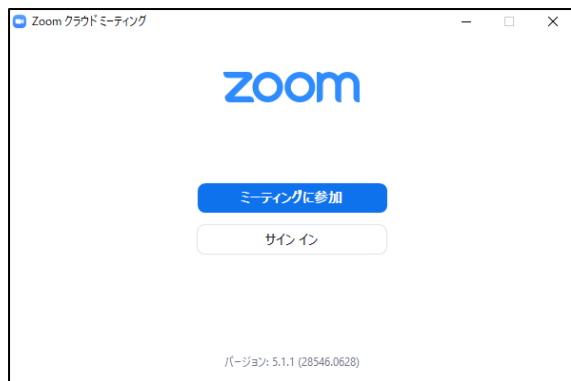 Zoom クラウド ミーティング
zoom
ミーティングに参加
サイン イン
バージョン: 5.1.1 (28546.0628)